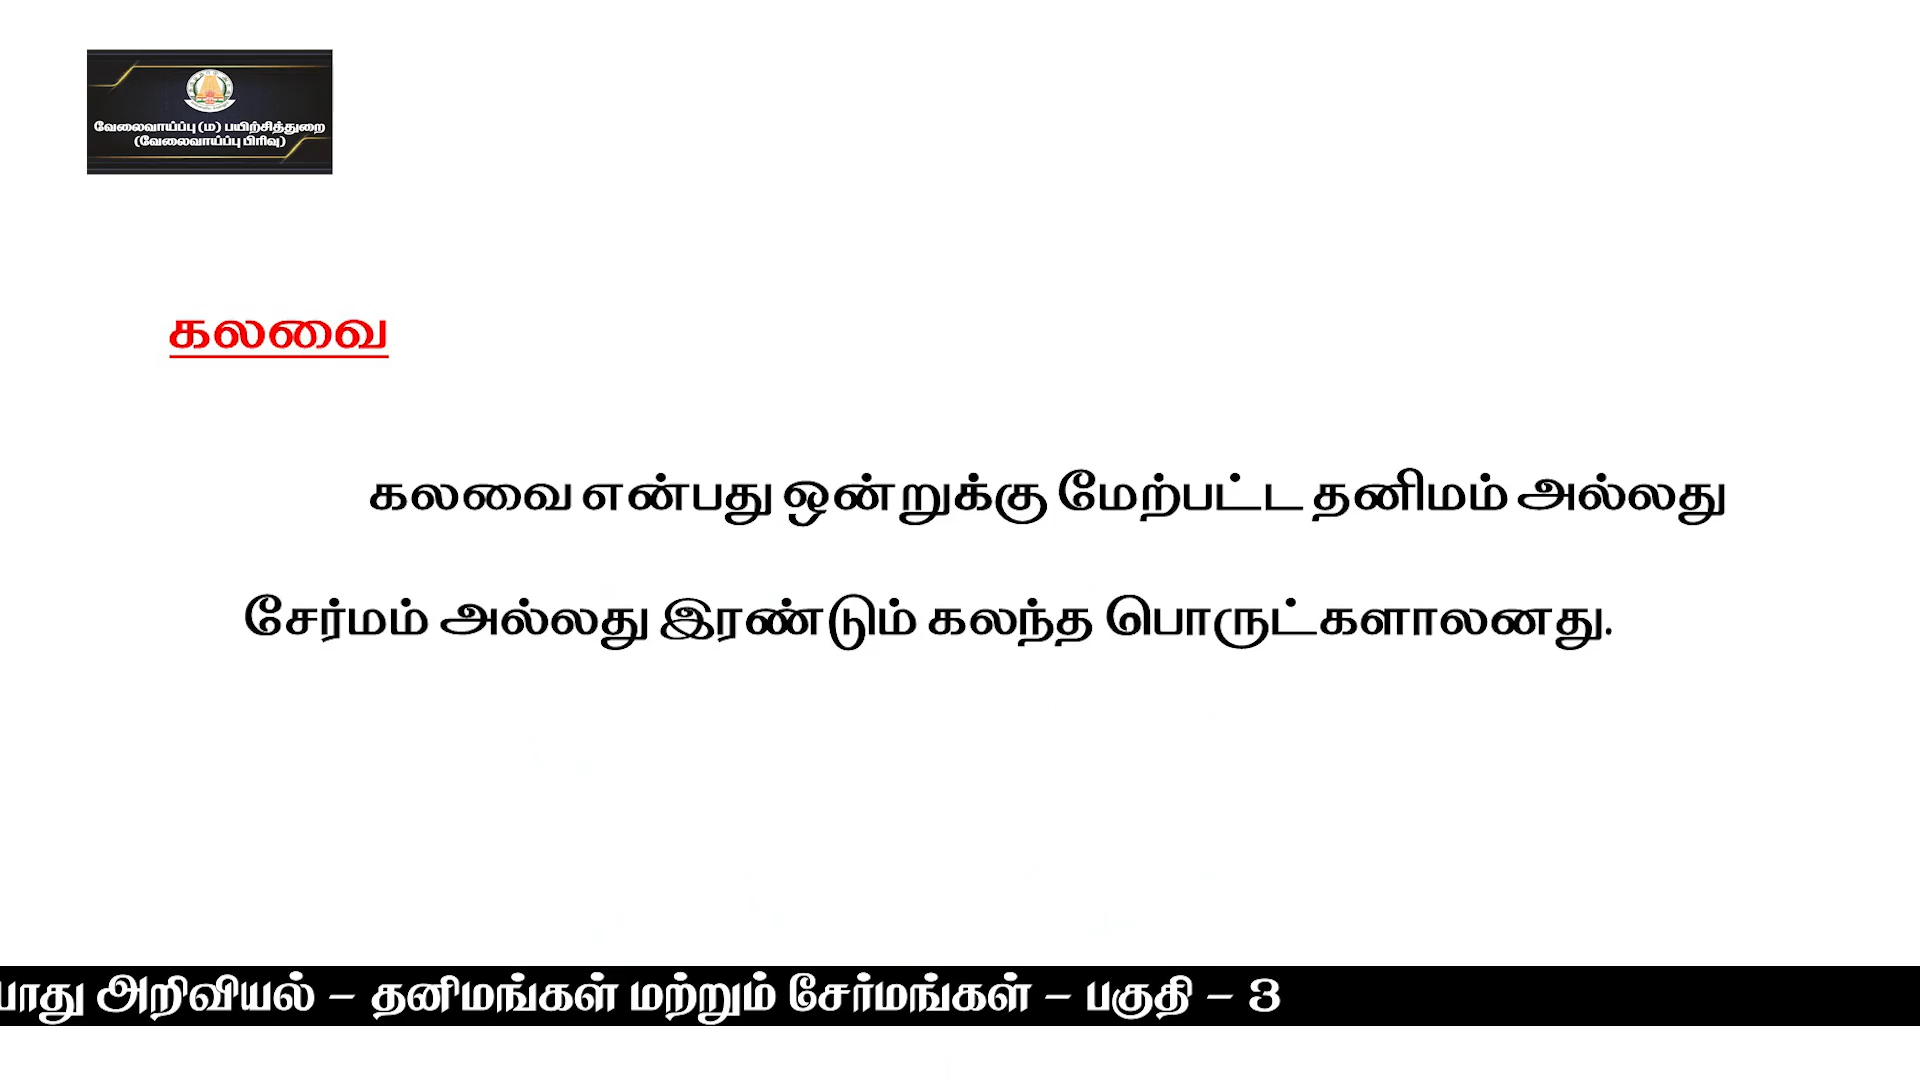 வேலைவாய்ப்பு (ம) பயிற்சித்துறை
(வேலைவாய்ப்பு பிரிவு)
கலவை
கலவை என்பது ஒன்றுக்கு மேற்பட்ட தனிமம் அல்லது
சேர்மம் அல்லது இரண்டும் கலந்த பொருட்களாலனது.
அறிவியல் – தனிமங்கள் மற்றும் சேர்மங்கள் – பகுதி – 3